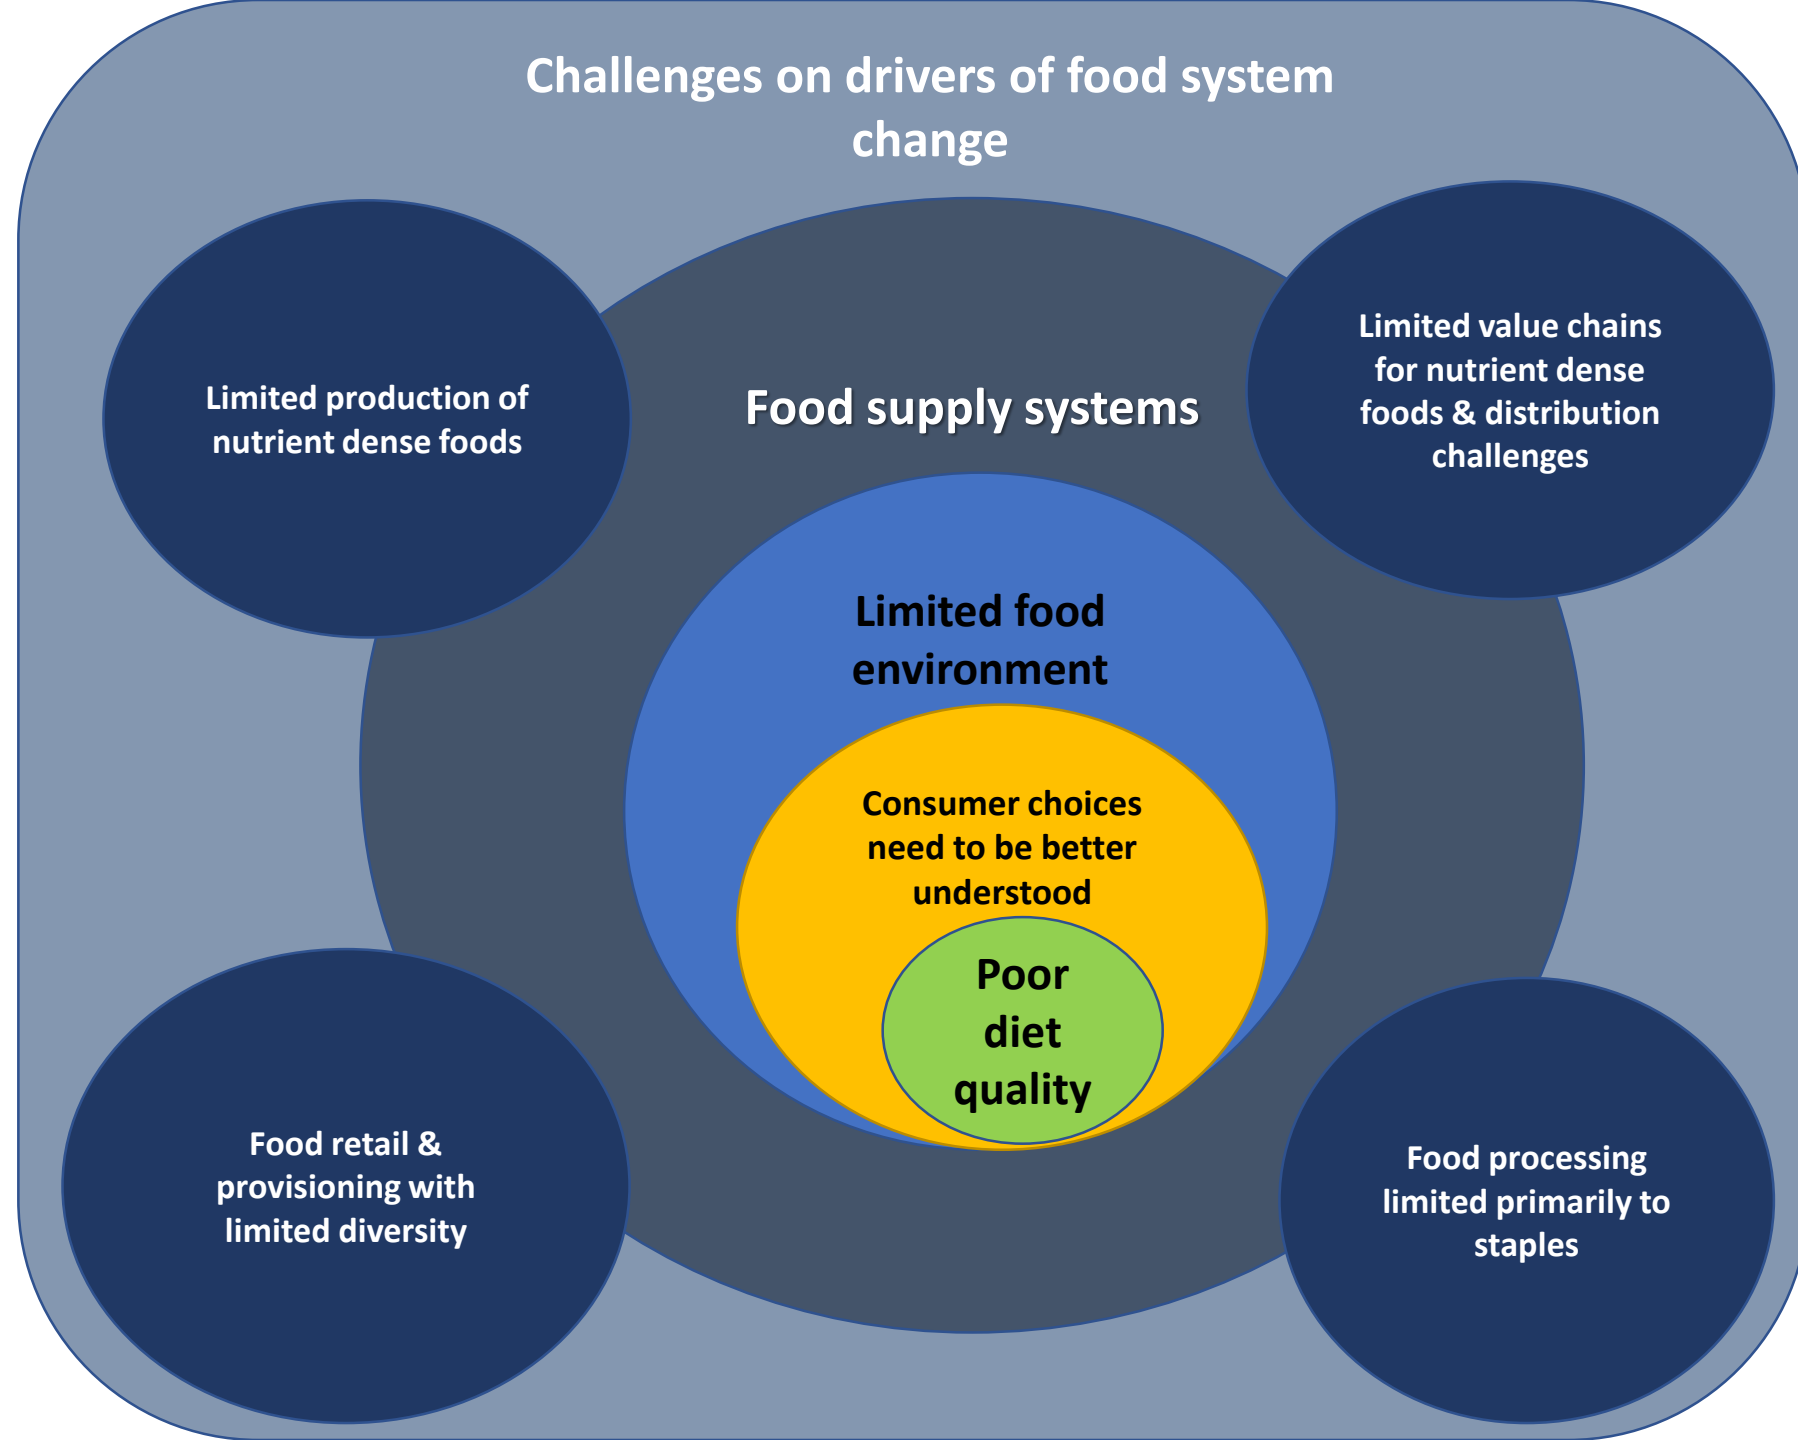 Challenges on drivers of food system
change
Limited production of
nutrient dense foods
Food supply systems
Limited value chains
for nutrient dense
foods & distribution
challenges
Limited food
environment
Consumer choices
need to be better
understood
Poor
diet
quality
Food retail &
provisioning with
limited diversity
Food processing
limited primarily to
staples